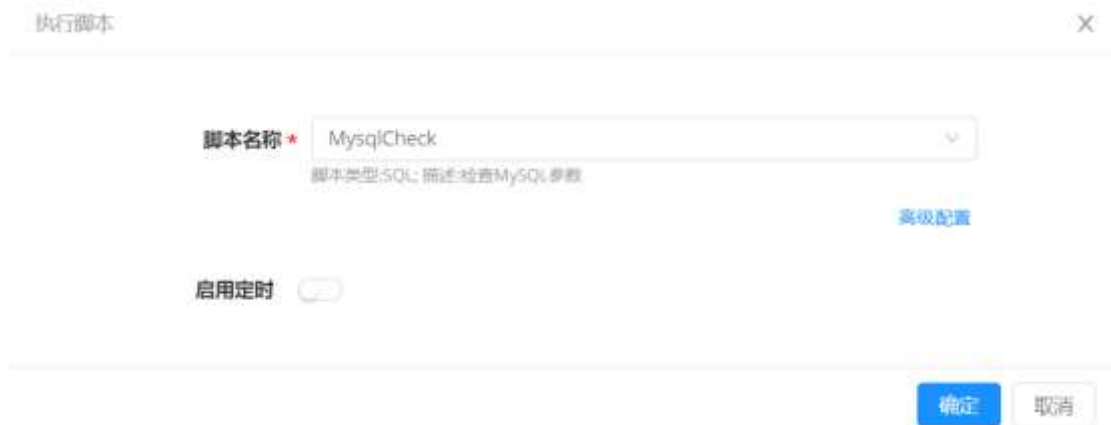 执行脚本
脚本名称 * MysqlCheck
脚本类型:SQL; 描述:检查MySQL参数
高级配置
启用定时
确定 取消